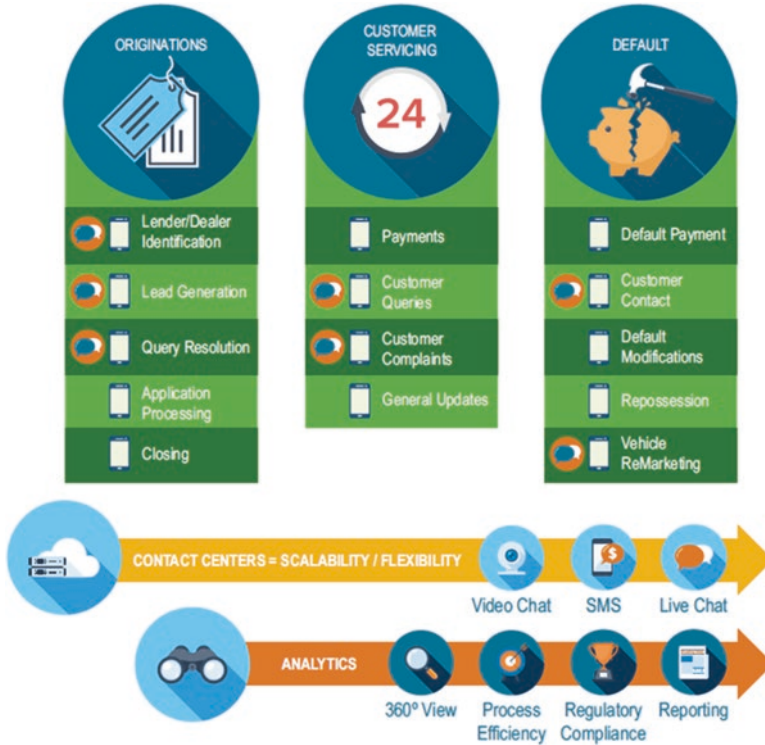 ORIGINATIONS
Lender/Dealer
Identification
Lead Generation
Query Resolution
Application
Processing
Closing
CUSTOMER
SERVICING
24
Payments
Customer
Queries
Customer
Complaints
General Updates
DEFAULT
Default Payment
Customer
Contact
Default
Modifications
Repossession
Vehicle
ReMarketing
CONTACT CENTERS = SCALABILITY / FLEXIBILITY
$
Video Chat
SMS
Live Chat
ANALYTICS
360º View
Process
Efficiency
Regulatory
Compliance
Reporting